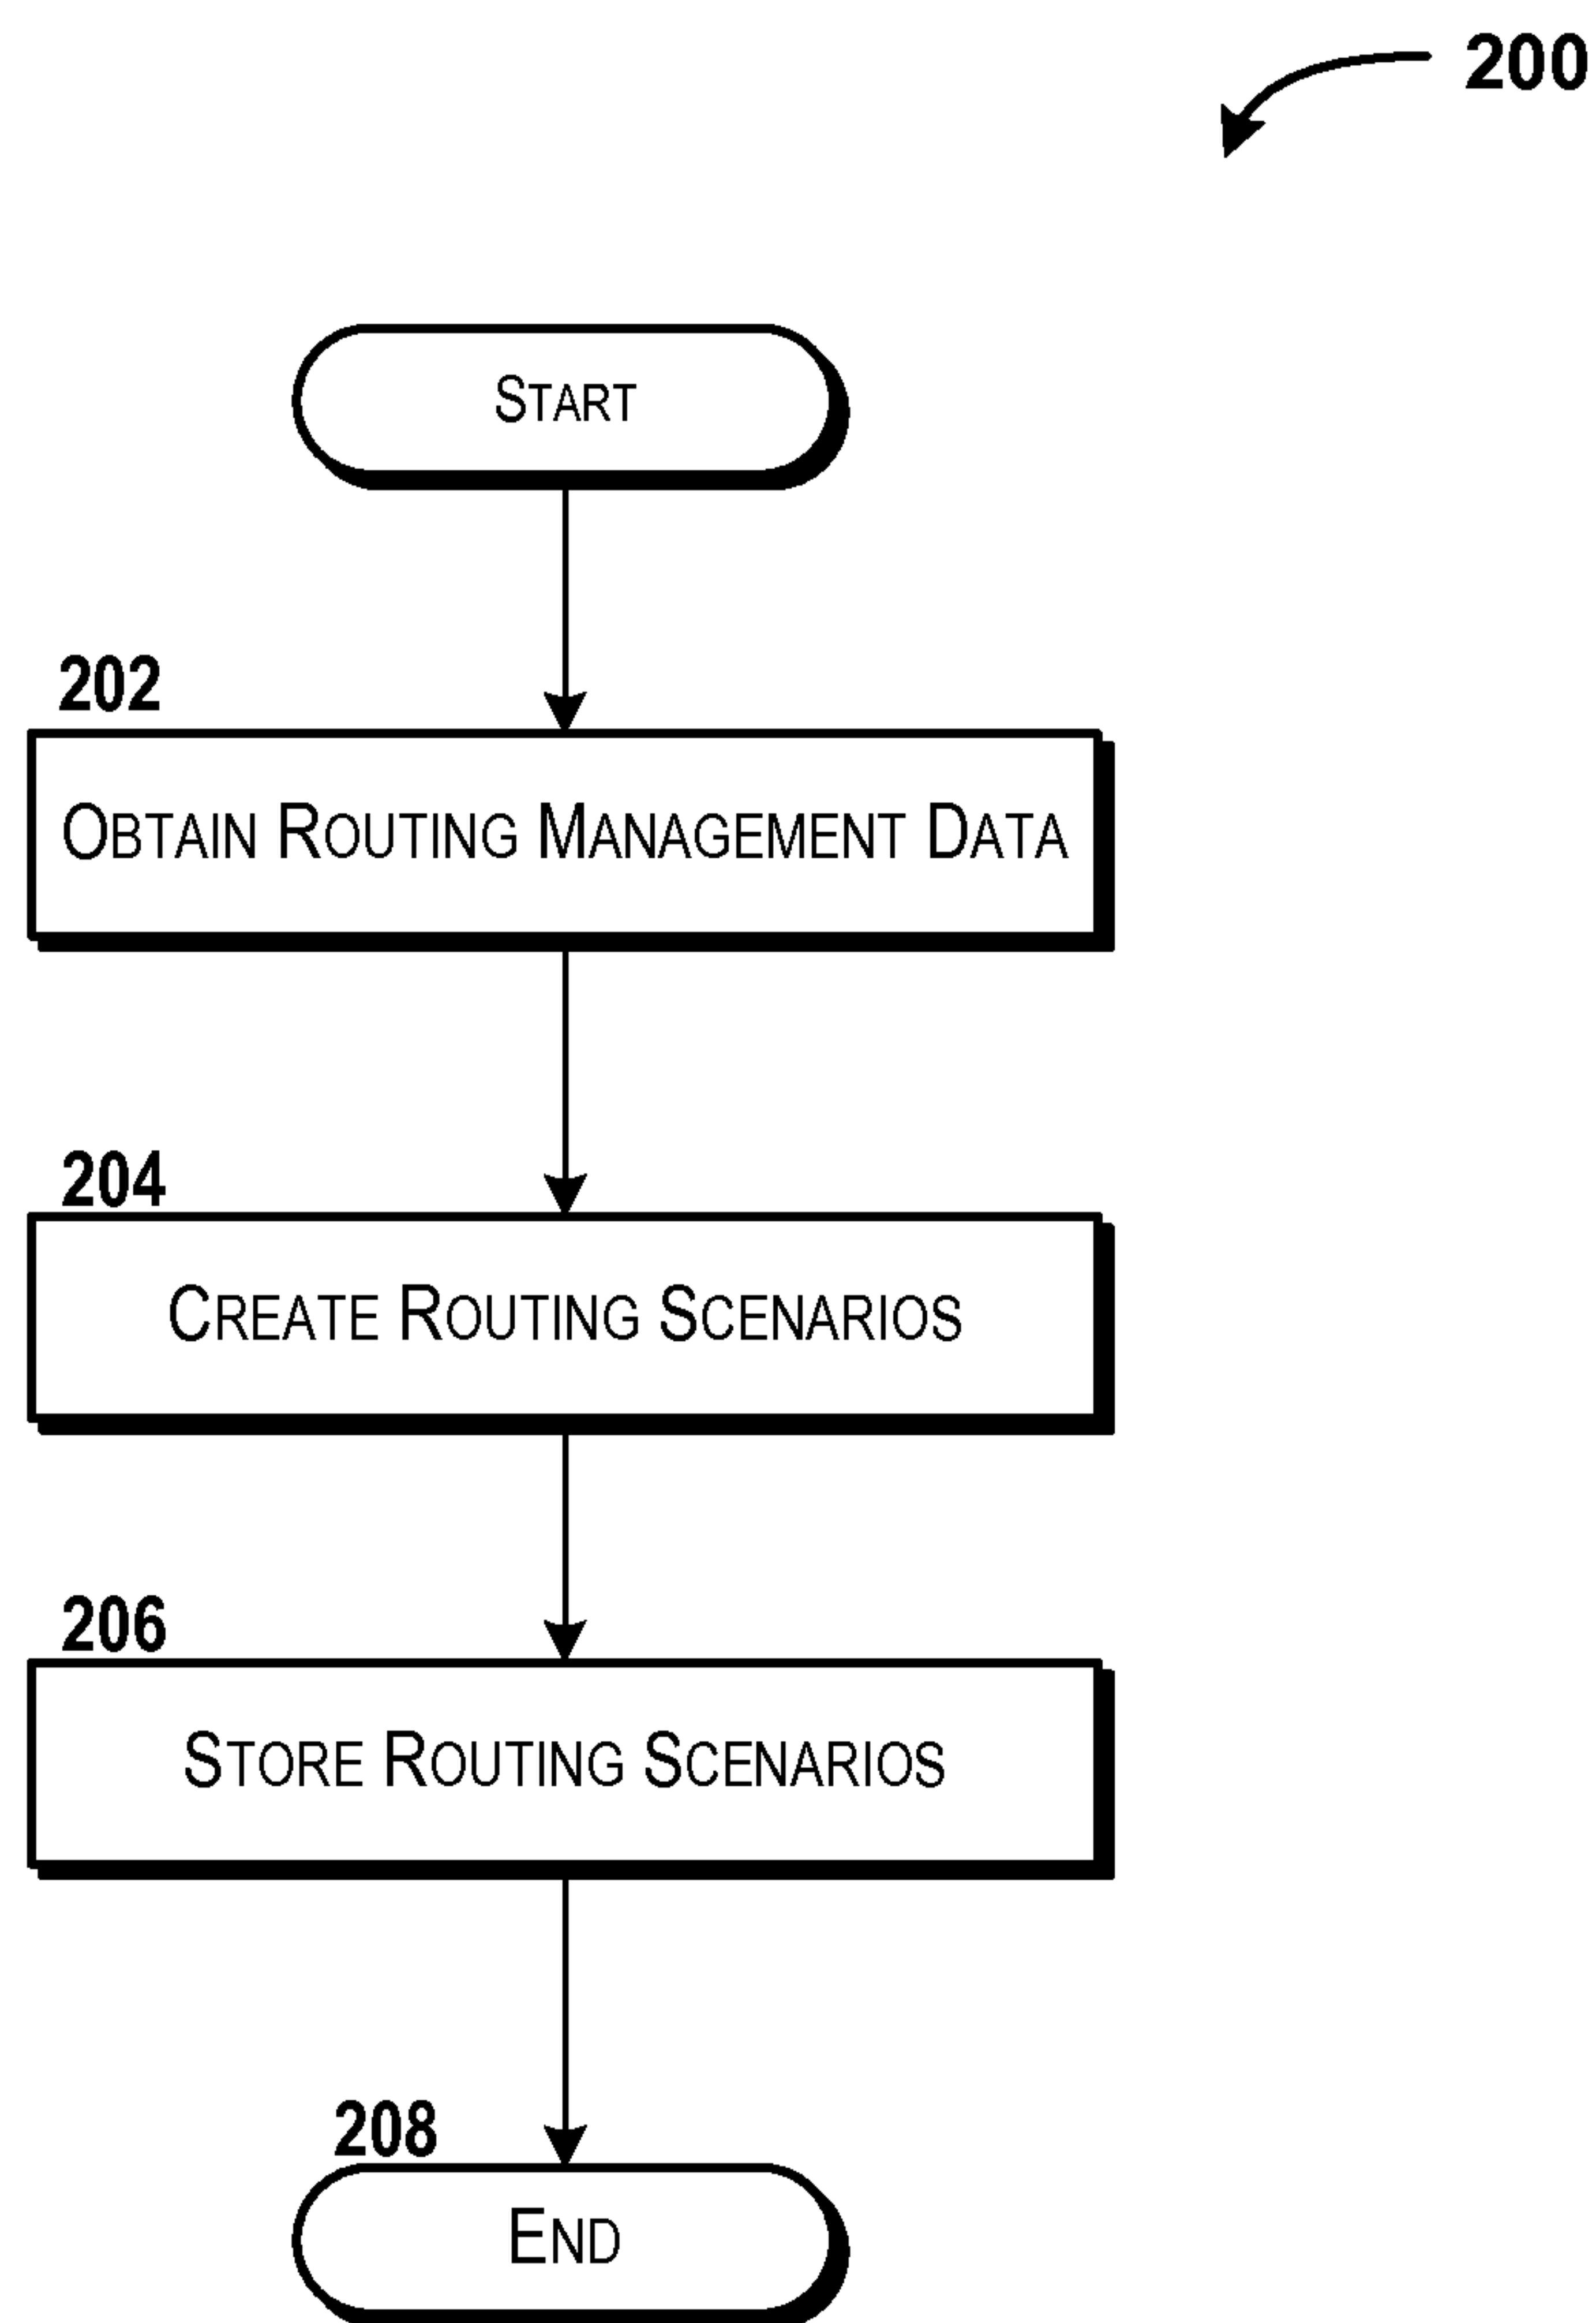 200
START
202
OBTAIN ROUTING MANAGEMENT DATA
204
CREATE ROUTING SCENARIOS
206
STORE ROUTING SCENARIOS
208
END